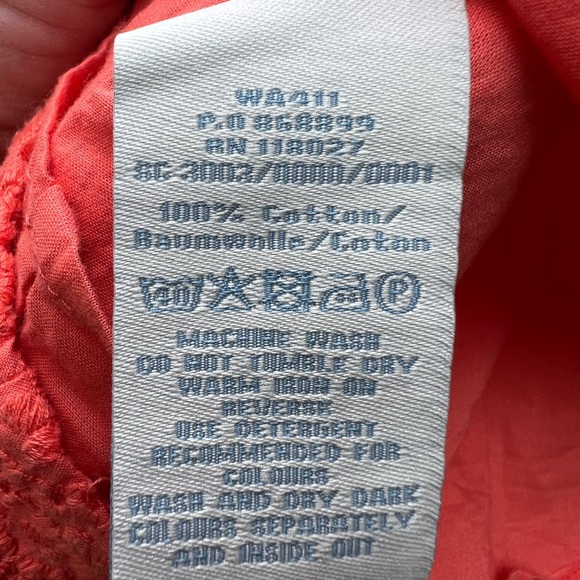 WA411
P.O 868899
RN 118027
SC-3003/0000/0001
100% Cotton/
Baumwolle/Coton
40 P
MACHINE WASH
DO NOT TUMBLE DRY
WARM IRON ON
REVERSE
USE DETERGENT
RECOMMENDED FOR
COLOURS
WASH AND DRY DARK
COLOURS SEPARATELY
AND INSIDE OUT